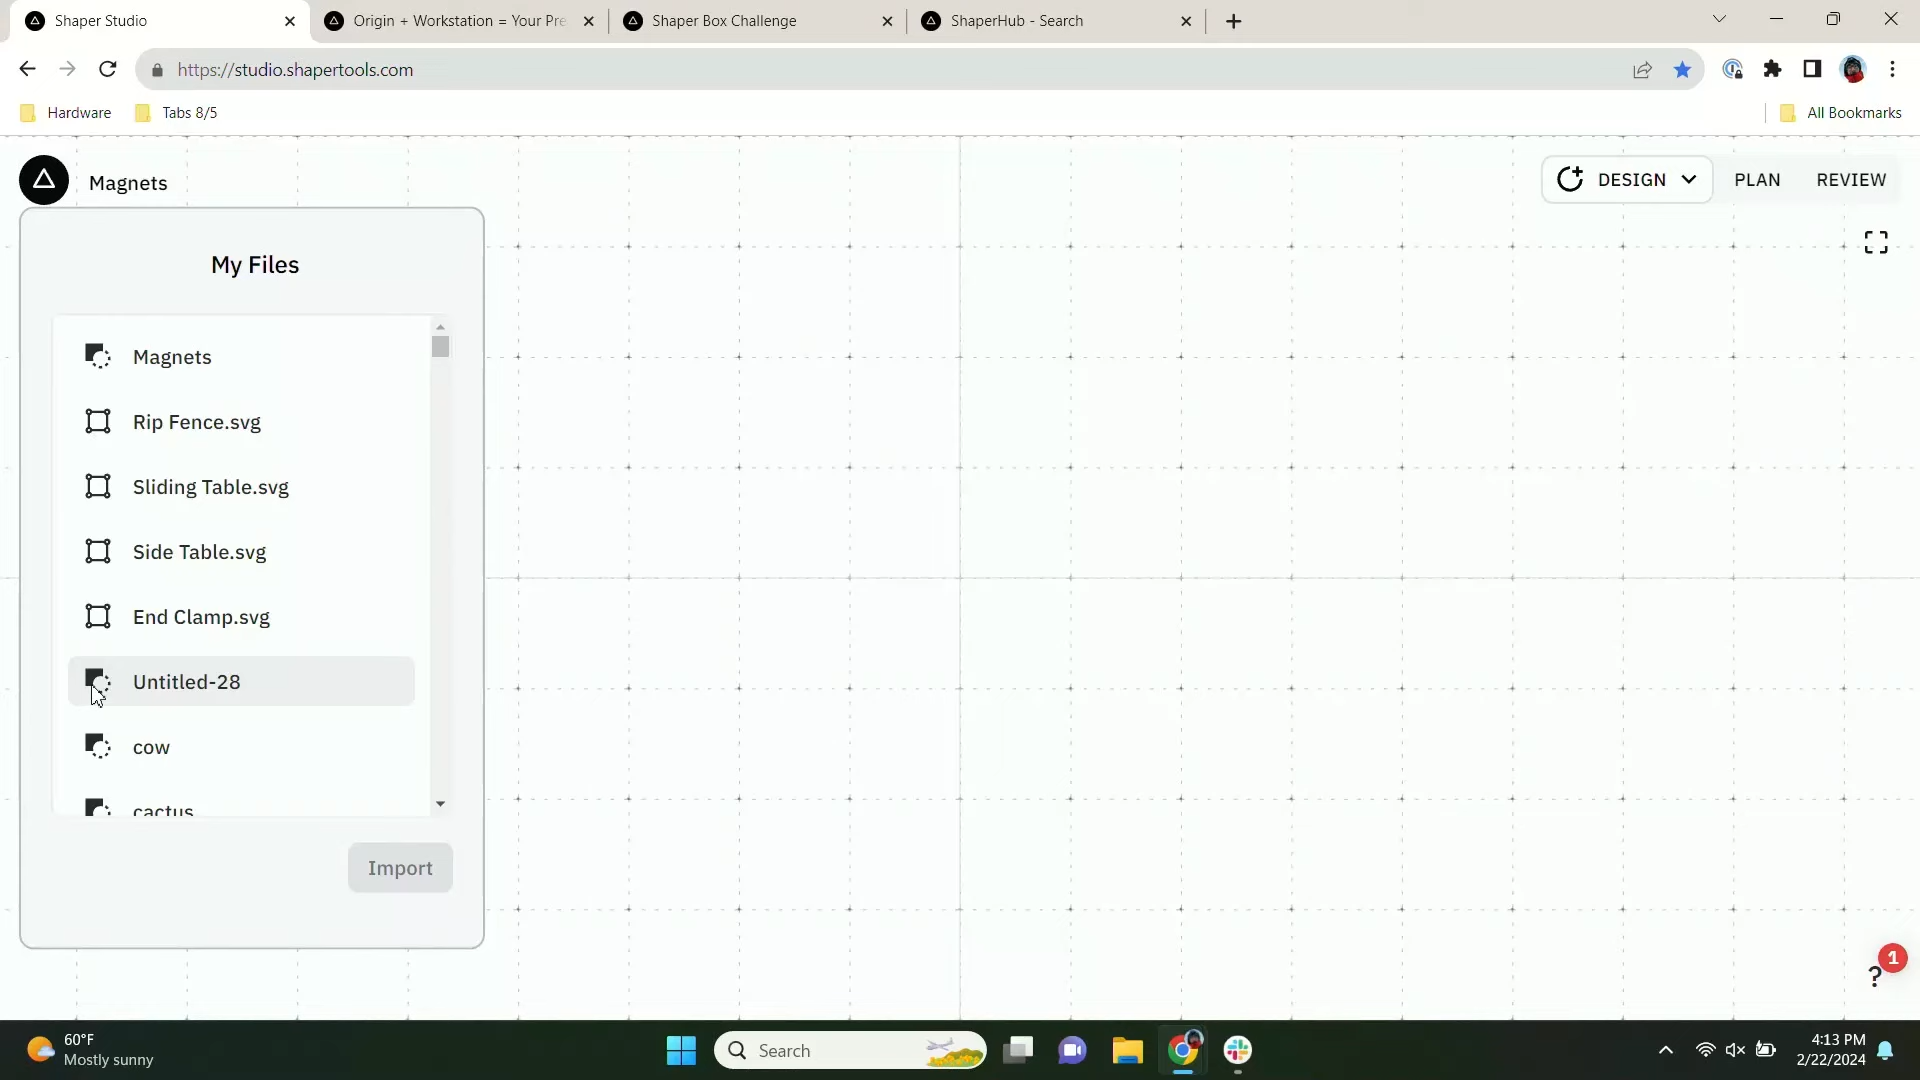 Shaper Studio
Origin + Workstation = Your Pre
Shaper Box Challenge
ShaperHub - Search
https://studio.shapertools.com
Hardware
Tabs 8/5
All Bookmarks
Magnets
DESIGN
PLAN
REVIEW
My Files
Magnets
Rip Fence.svg
Sliding Table.svg
Side Table.svg
End Clamp.svg
Untitled-28
cow
cactus
Import
1
?
60°F
Mostly sunny
Search
4:13 PM
2/22/2024